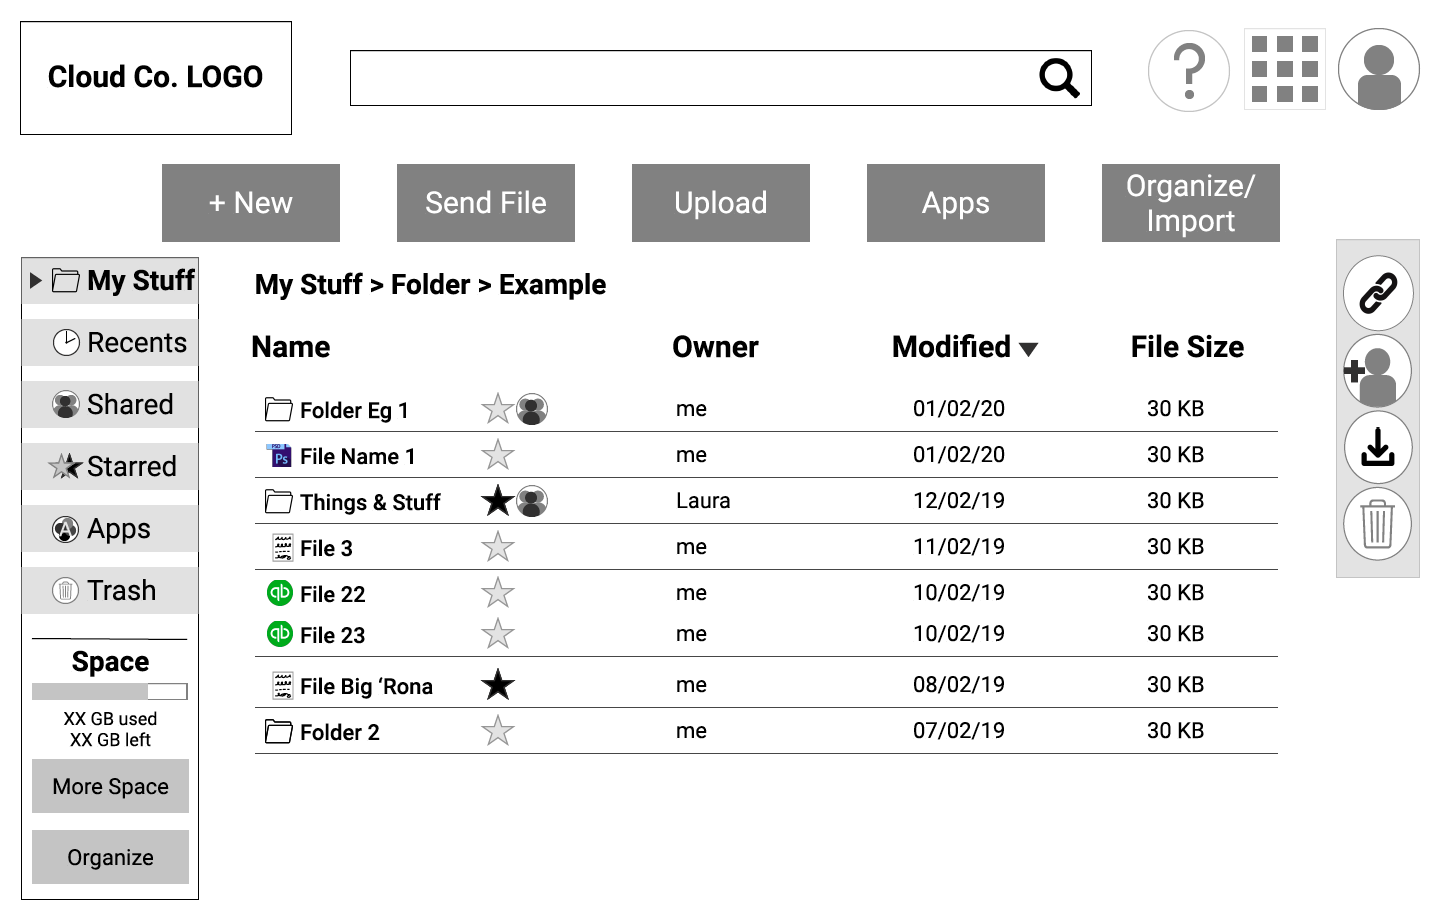 Cloud Co. LOGO
+ New
Send File
Upload
Apps
Organize/
Import
My Stuff
Recents
Shared
Starred
Apps
Trash
Space
XX GB used
XX GB left
More Space
Organize
My Stuff > Folder > Example
Name Owner Modified File Size
Folder Eg 1 me 01/02/20 30 KB
PSD Ps File Name 1 me 01/02/20 30 KB
Things & Stuff Laura 12/02/19 30 KB
File 3 me 11/02/19 30 KB
qb File 22 me 10/02/19 30 KB
qb File 23 me 10/02/19 30 KB
File Big ‘Rona me 08/02/19 30 KB
Folder 2 me 07/02/19 30 KB